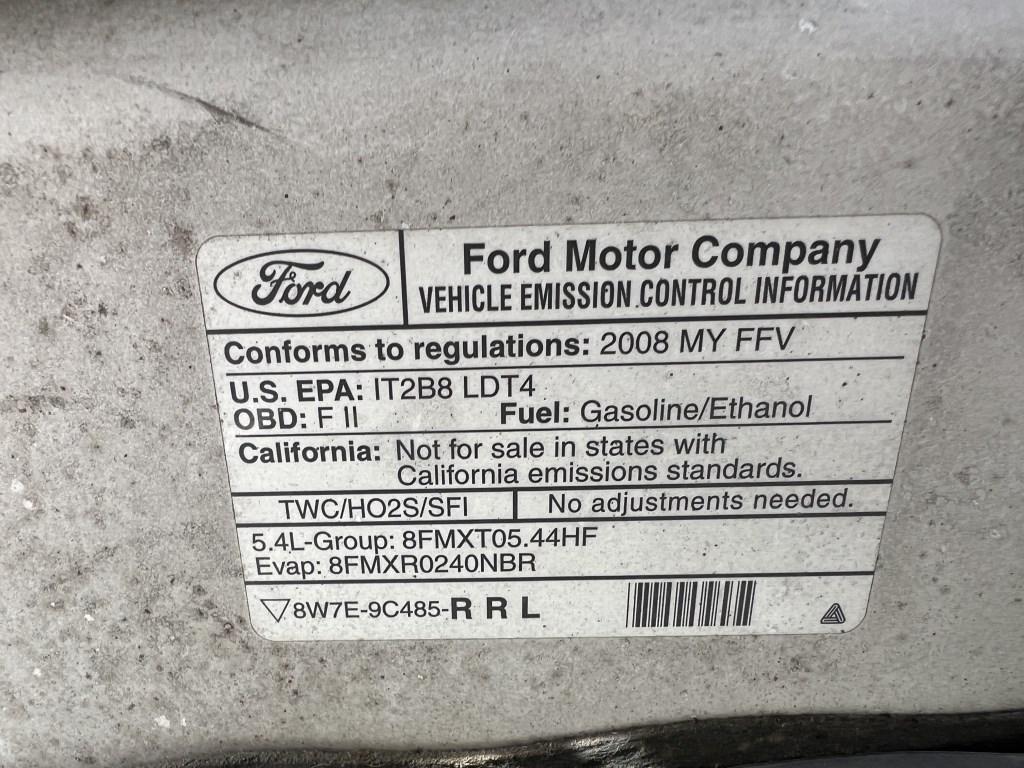 Ford
Ford Motor Company
VEHICLE EMISSION CONTROL INFORMATION
Conforms to regulations: 2008 MY FFV
U.S. EPA: IT2B8 LDT4
OBD: F II Fuel: Gasoline/Ethanol
California: Not for sale in states with
California emissions standards.
TWC/HO2S/SFI No adjustments needed.
5.4L-Group: 8FMXT05.44HF
Evap: 8FMXR0240NBR
8W7E-9C485-R R L